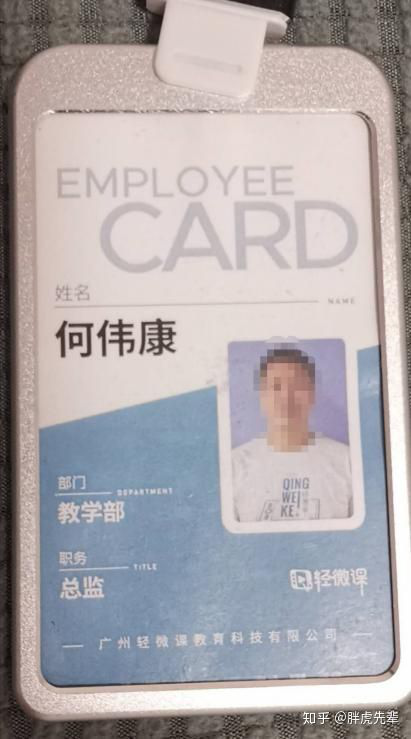 EMPLOYEE
CARD
姓名
NAME
何伟康
部门
DEPARTMENT
教学部
QING
WEI
KE!
职务
TITLE
总监
轻微课
广州轻微课教育科技有限公司
知乎 @胖虎先辈